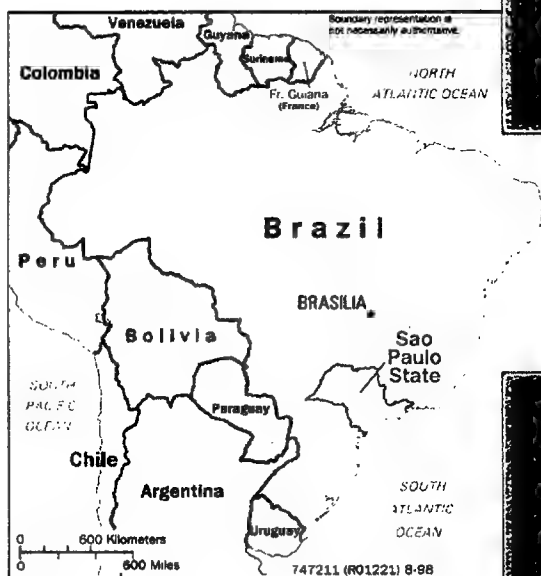 Boundary representation is
not necessarily authoritative.
Venezuela
Guyana
Suriname
Colombia
Fr. Guiana
(France)
NORTH
ATLANTIC OCEAN
Brazil
Peru
BRASILIA
Bolivia
Sao
Paulo
State
SOUTH
PACIFIC
OCEAN
Paraguay
Chile
Argentina
SOUTH
ATLANTIC
OCEAN
Uruguay
0 600 Kilometers
0 600 Miles
747211 (R01221) 8-98